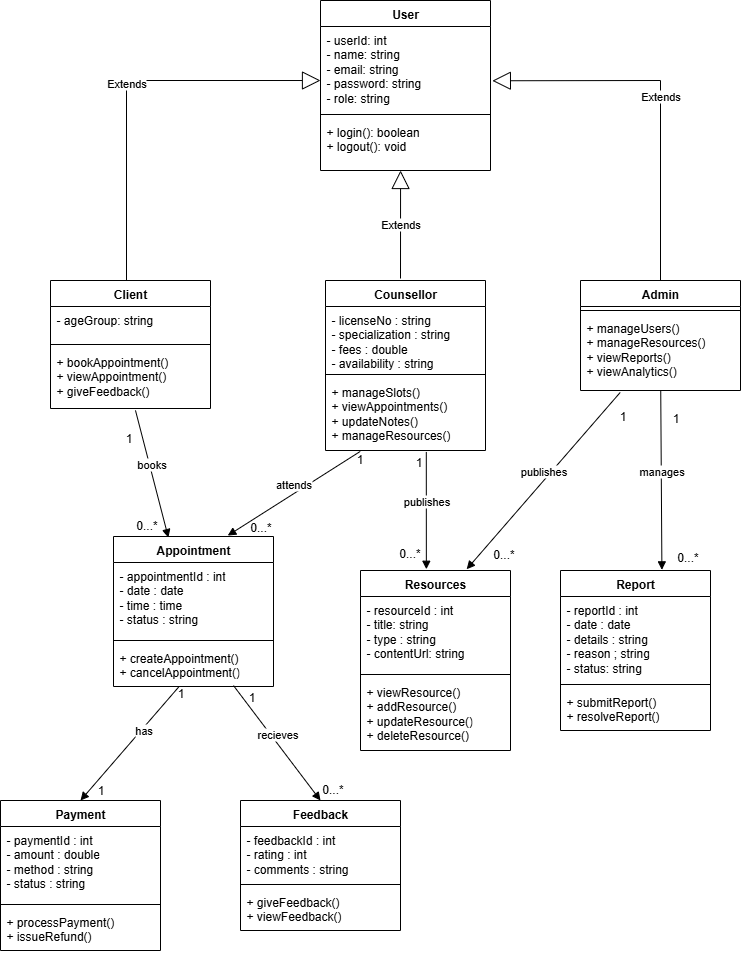 User
- userId: int
- name: string
- email: string
- password: string
- role: string
+ login(): boolean
+ logout(): void
Extends
Extends
Extends
Client
- ageGroup: string
+ bookAppointment()
+ viewAppointment()
+ giveFeedback()
Counsellor
- licenseNo : string
- specialization : string
- fees : double
- availability : string
+ manageSlots()
+ viewAppointments()
+ updateNotes()
+ manageResources()
Admin
+ manageUsers()
+ manageResources()
+ viewReports()
+ viewAnalytics()
1
books
0...*
1
attends
0...*
1
publishes
0...*
1
publishes
0...*
1
manages
0...*
Appointment
- appointmentId : int
- date : date
- time : time
- status : string
+ createAppointment()
+ cancelAppointment()
Resources
- resourceId : int
- title: string
- type : string
- contentUrl: string
+ viewResource()
+ addResource()
+ updateResource()
+ deleteResource()
Report
- reportId : int
- date : date
- details : string
- reason ; string
- status: string
+ submitReport()
+ resolveReport()
1
has
1
1
recieves
0...*
Payment
- paymentId : int
- amount : double
- method : string
- status : string
+ processPayment()
+ issueRefund()
Feedback
- feedbackId : int
- rating : int
- comments : string
+ giveFeedback()
+ viewFeedback()